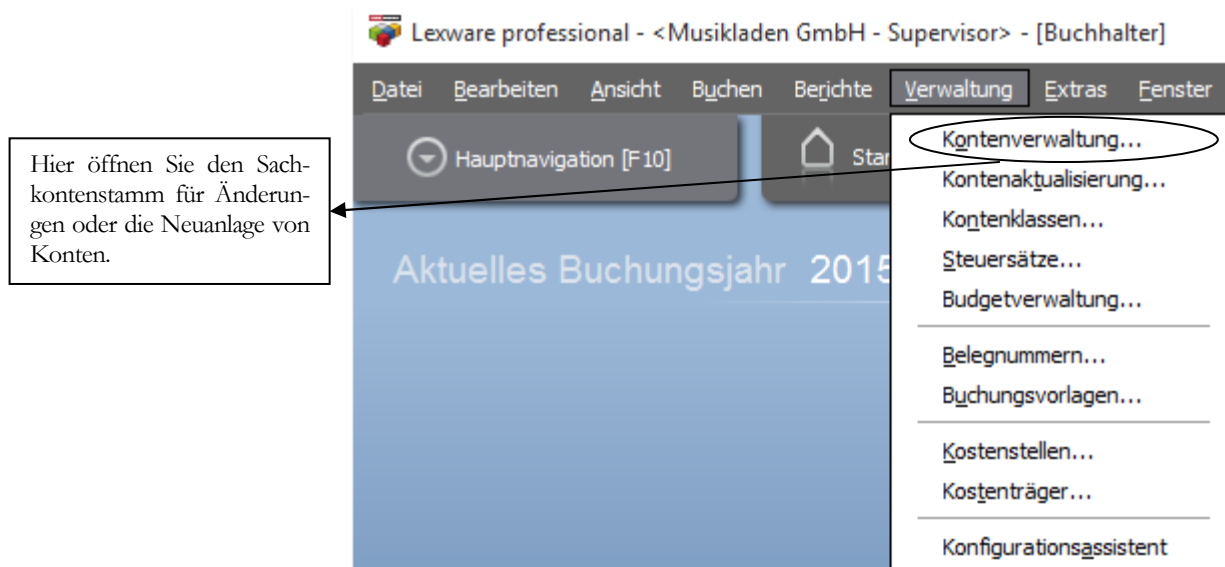 Lexware professional - <Musikladen GmbH - Supervisor> - [Buchhalter]
Datei Bearbeiten Ansicht Buchen Berichte Verwaltung Extras Fenster
Hauptnavigation [F10]
Star
Hier öffnen Sie den Sach-
kontenstamm für Änderun-
gen oder die Neuanlage von
Konten.
Aktuelles Buchungsjahr 2015
Kontenverwaltung...
Kontenaktualisierung...
Kontenklassen...
Steuersätze...
Budgetverwaltung...
Belegnummern...
Buchungsvorlagen...
Kostenstellen...
Kostenträger...
Konfigurationsassistent